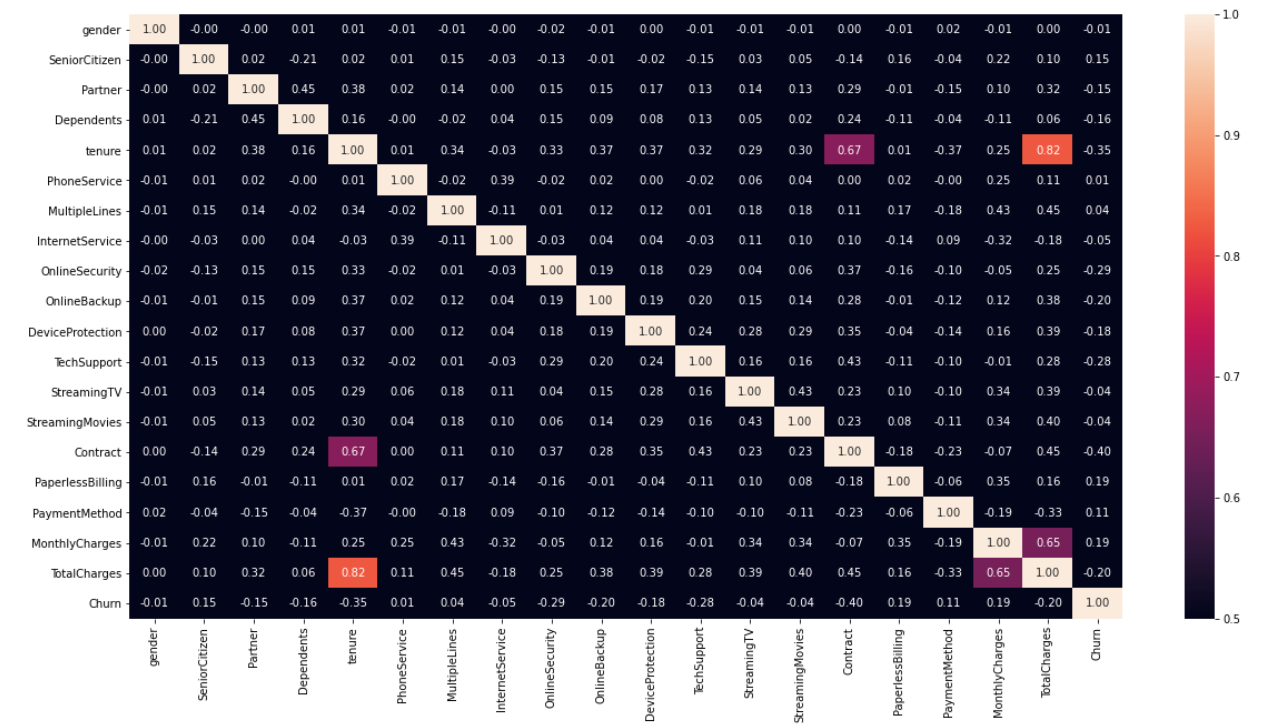 gender 1.00 -0.00 -0.00 0.01 0.01 -0.01 -0.01 -0.00 -0.02 -0.01 0.00 -0.01 -0.01 -0.01 0.00 -0.01 0.02 -0.01 0.00 -0.01
SeniorCitizen -0.00 1.00 0.02 -0.21 0.02 0.01 0.15 -0.03 -0.13 -0.01 -0.02 -0.15 0.03 0.05 -0.14 0.16 -0.04 0.22 0.10 0.15
Partner -0.00 0.02 1.00 0.45 0.38 0.02 0.14 0.00 0.15 0.15 0.17 0.13 0.14 0.13 0.29 -0.01 -0.15 0.10 0.32 -0.15
Dependents 0.01 -0.21 0.45 1.00 0.16 -0.00 -0.02 0.04 0.15 0.09 0.08 0.13 0.05 0.02 0.24 -0.11 -0.04 -0.11 0.06 -0.16
tenure 0.01 0.02 0.38 0.16 1.00 0.01 0.34 -0.03 0.33 0.37 0.37 0.32 0.29 0.30 0.67 0.01 -0.37 0.25 0.82 -0.35
PhoneService -0.01 0.01 0.02 -0.00 0.01 1.00 -0.02 0.39 -0.02 0.02 0.00 -0.02 0.06 0.04 0.00 0.02 -0.00 0.25 0.11 0.01
MultipleLines -0.01 0.15 0.14 -0.02 0.34 -0.02 1.00 -0.11 0.01 0.12 0.12 0.01 0.18 0.18 0.11 0.17 -0.18 0.43 0.45 0.04
InternetService -0.00 -0.03 0.00 0.04 -0.03 0.39 -0.11 1.00 -0.03 0.04 0.04 -0.03 0.11 0.10 0.10 -0.14 0.09 -0.32 -0.18 -0.05
OnlineSecurity -0.02 -0.13 0.15 0.15 0.33 -0.02 0.01 -0.03 1.00 0.19 0.18 0.29 0.04 0.06 0.37 -0.16 -0.10 -0.05 0.25 -0.29
OnlineBackup -0.01 -0.01 0.15 0.09 0.37 0.02 0.12 0.04 0.19 1.00 0.19 0.20 0.15 0.14 0.28 -0.01 -0.12 0.12 0.38 -0.20
DeviceProtection 0.00 -0.02 0.17 0.08 0.37 0.00 0.12 0.04 0.18 0.19 1.00 0.24 0.28 0.29 0.35 -0.04 -0.14 0.16 0.39 -0.18
TechSupport -0.01 -0.15 0.13 0.13 0.32 -0.02 0.01 -0.03 0.29 0.20 0.24 1.00 0.16 0.16 0.43 -0.11 -0.10 -0.01 0.28 -0.28
StreamingTV -0.01 0.03 0.14 0.05 0.29 0.06 0.18 0.11 0.04 0.15 0.28 0.16 1.00 0.43 0.23 0.10 -0.10 0.34 0.39 -0.04
StreamingMovies -0.01 0.05 0.13 0.02 0.30 0.04 0.18 0.10 0.06 0.14 0.29 0.16 0.43 1.00 0.23 0.08 -0.11 0.34 0.40 -0.04
Contract 0.00 -0.14 0.29 0.24 0.67 0.00 0.11 0.10 0.37 0.28 0.35 0.43 0.23 0.23 1.00 -0.18 -0.23 -0.07 0.45 -0.40
PaperlessBilling -0.01 0.16 -0.01 -0.11 0.01 0.02 0.17 -0.14 -0.16 -0.01 -0.04 -0.11 0.10 0.08 -0.18 1.00 -0.06 0.35 0.16 0.19
PaymentMethod 0.02 -0.04 -0.15 -0.04 -0.37 -0.00 -0.18 0.09 -0.10 -0.12 -0.14 -0.10 -0.10 -0.11 -0.23 -0.06 1.00 -0.19 -0.33 0.11
MonthlyCharges -0.01 0.22 0.10 -0.11 0.25 0.25 0.43 -0.32 -0.05 0.12 0.16 -0.01 0.34 0.34 -0.07 0.35 -0.19 1.00 0.65 0.19
TotalCharges 0.00 0.10 0.32 0.06 0.82 0.11 0.45 -0.18 0.25 0.38 0.39 0.28 0.39 0.40 0.45 0.16 -0.33 0.65 1.00 -0.20
Churn -0.01 0.15 -0.15 -0.16 -0.35 0.01 0.04 -0.05 -0.29 -0.20 -0.18 -0.28 -0.04 -0.04 -0.40 0.19 0.11 0.19 -0.20 1.00
gender
SeniorCitizen
Partner
Dependents
tenure
PhoneService
MultipleLines
InternetService
OnlineSecurity
OnlineBackup
DeviceProtection
TechSupport
StreamingTV
StreamingMovies
Contract
PaperlessBilling
PaymentMethod
MonthlyCharges
TotalCharges
Churn
1.0
0.9
0.8
0.7
0.6
0.5